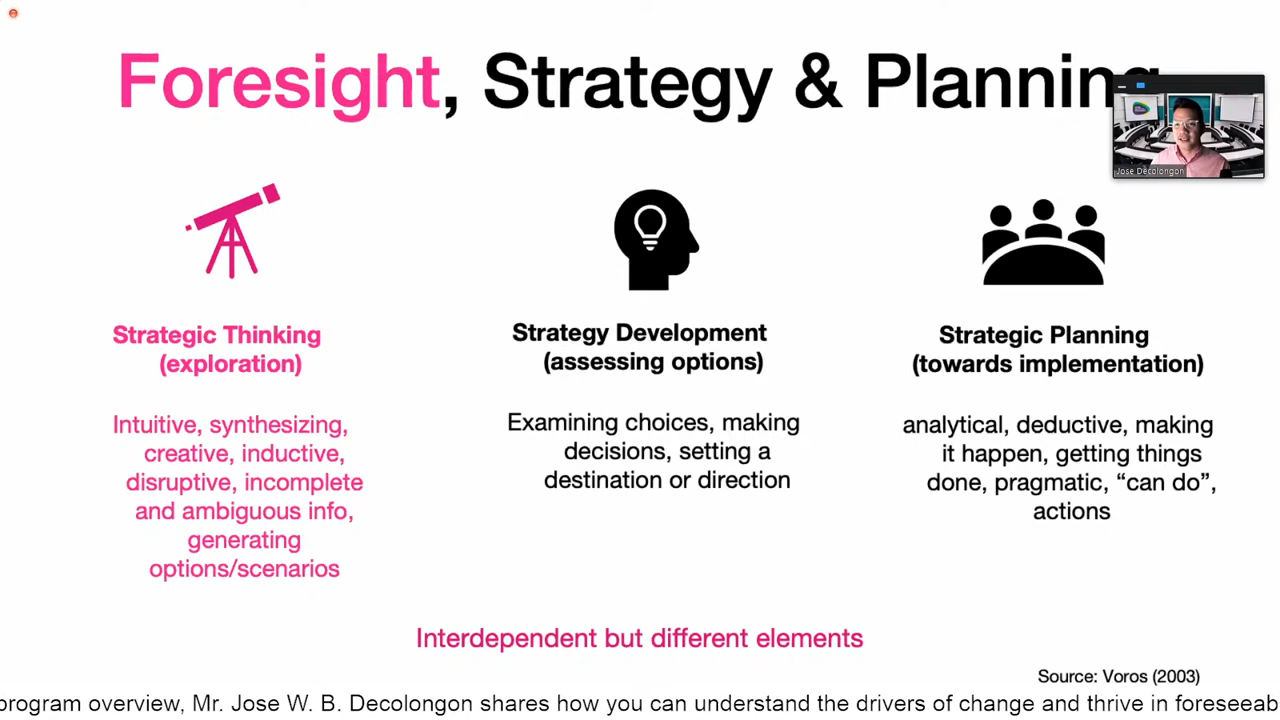 Foresight, Strategy & Planning
Jose Decolongon
Strategic Thinking
(exploration)
Intuitive, synthesizing,
creative, inductive,
disruptive, incomplete
and ambiguous info,
generating
options/scenarios
Strategy Development
(assessing options)
Examining choices, making
decisions, setting a
destination or direction
Strategic Planning
(towards implementation)
analytical, deductive, making
it happen, getting things
done, pragmatic, “can do”,
actions
Interdependent but different elements
Source: Voros (2003)
program overview, Mr. Jose W. B. Decolongon shares how you can understand the drivers of change and thrive in foreseeab